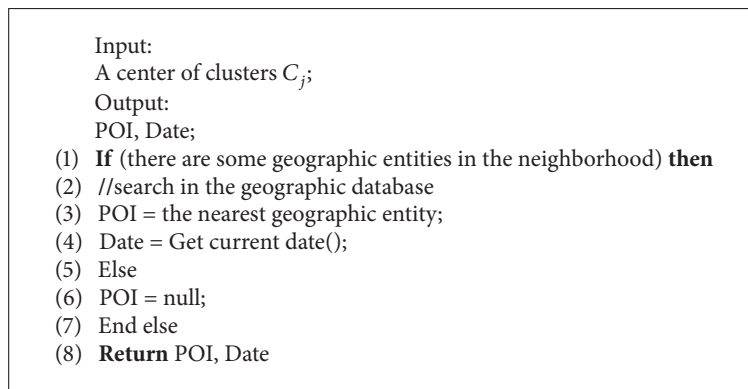 Input:
A center of clusters C_j;
Output:
POI, Date;
(1) If (there are some geographic entities in the neighborhood) then
(2) //search in the geographic database
(3) POI = the nearest geographic entity;
(4) Date = Get current date();
(5) Else
(6) POI = null;
(7) End else
(8) Return POI, Date